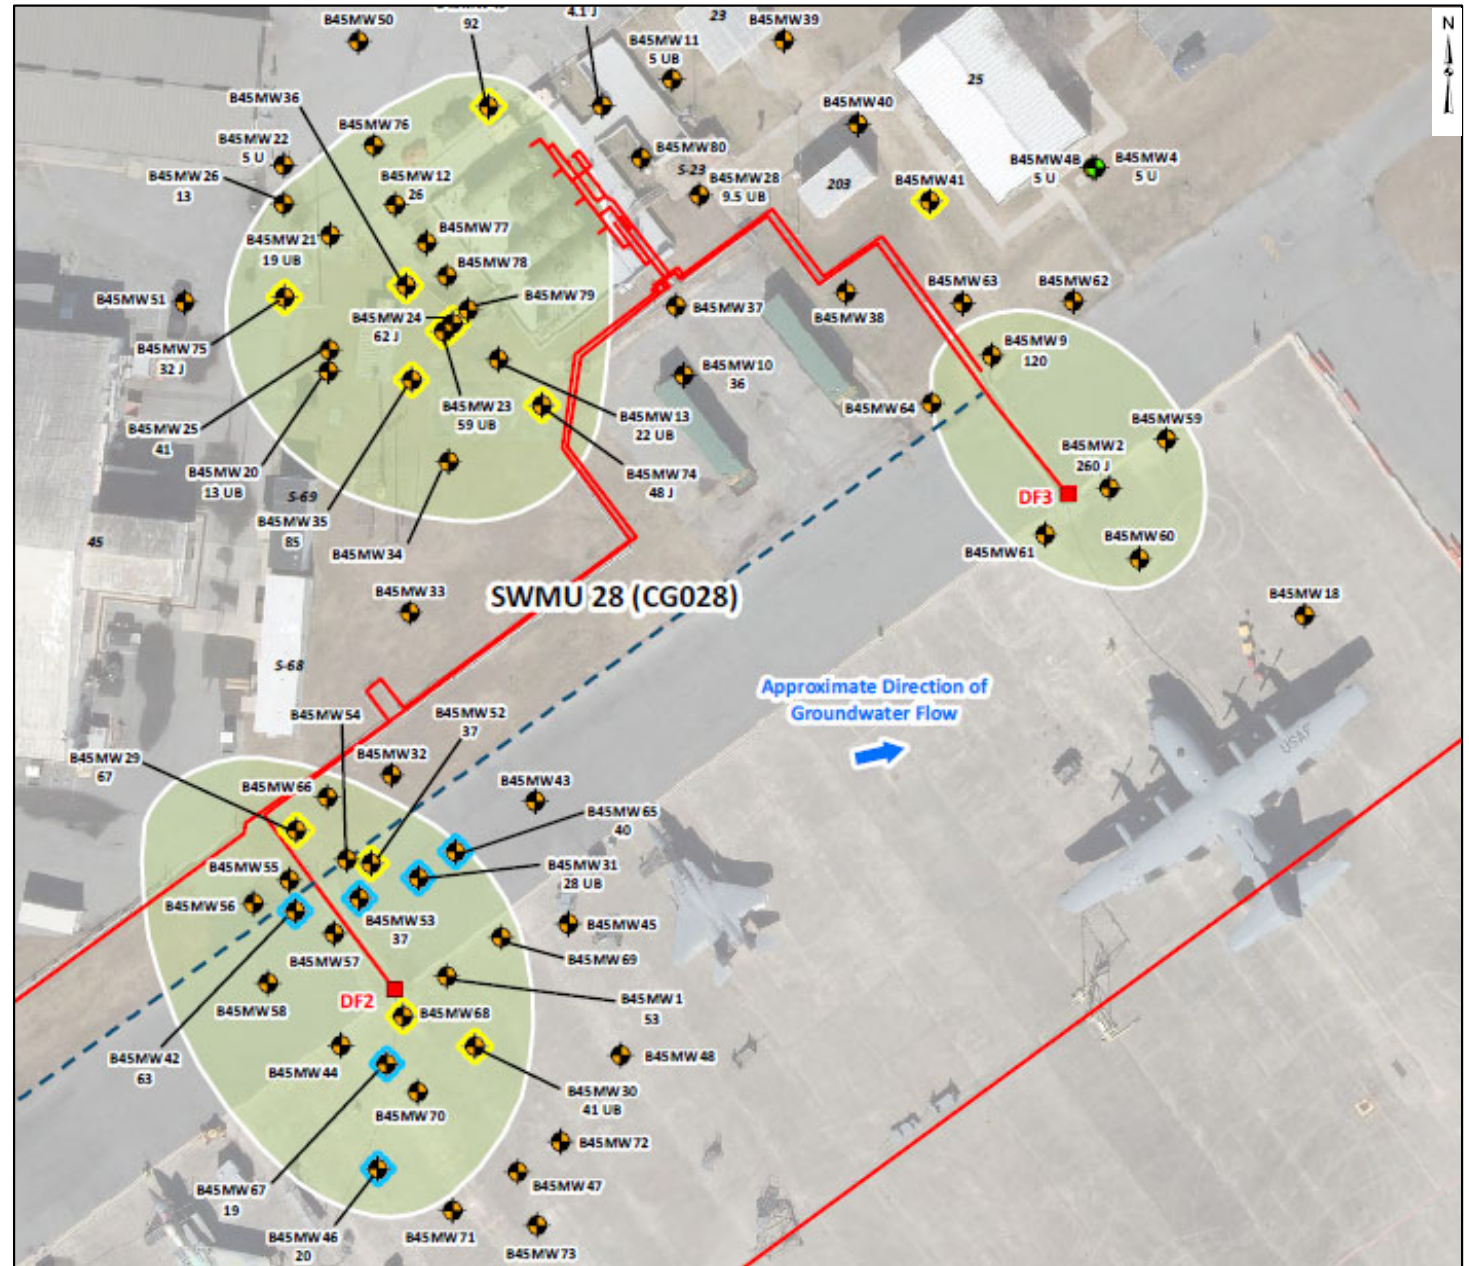 N
B45MW50
92
4.1 J
23
B45MW39
B45MW11
5 UB
25
B45MW36
B45MW76
B45MW40
B45MW22
5 U
B45MW80
S-23
B45MW4B
5 U
B45MW4
5 U
B45MW26
13
B45MW12
26
B45MW28
9.5 UB
203
B45MW41
B45MW21
19 UB
B45MW77
B45MW78
B45MW51
B45MW79
B45MW37
B45MW38
B45MW63
B45MW62
B45MW24
62 J
B45MW75
32 J
B45MW9
120
B45MW10
36
B45MW23
59 UB
B45MW13
22 UB
B45MW64
B45MW59
B45MW25
41
B45MW2
260 J
B45MW20
13 UB
B45MW74
48 J
S-69
DF3
B45MW35
85
45
B45MW34
B45MW61
B45MW60
B45MW33
SWMU 28 (CG028)
B45MW18
S-68
Approximate Direction of
Groundwater Flow
USAF
B45MW54
B45MW52
37
B45MW29
67
B45MW32
B45MW66
B45MW43
B45MW65
40
B45MW55
B45MW31
28 UB
B45MW56
B45MW53
37
B45MW45
B45MW57
B45MW69
DF2
B45MW58
B45MW68
B45MW1
53
B45MW42
63
B45MW44
B45MW48
B45MW30
41 UB
B45MW70
B45MW72
B45MW67
19
B45MW47
B45MW46
20
B45MW71
B45MW73